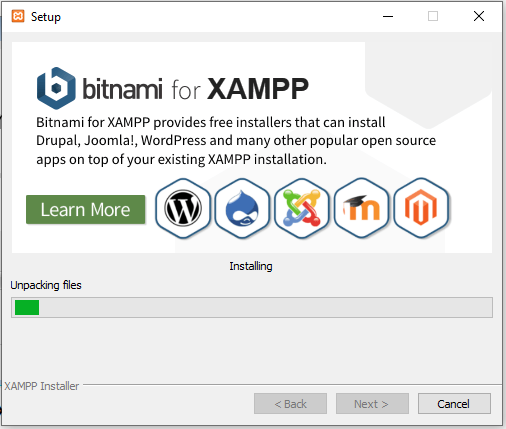 Setup
bitnami for XAMPP
Bitnami for XAMPP provides free installers that can install
Drupal, Joomla!, WordPress and many other popular open source
apps on top of your existing XAMPP installation.
Learn More
Installing
Unpacking files
XAMPP Installer
< Back
Next >
Cancel